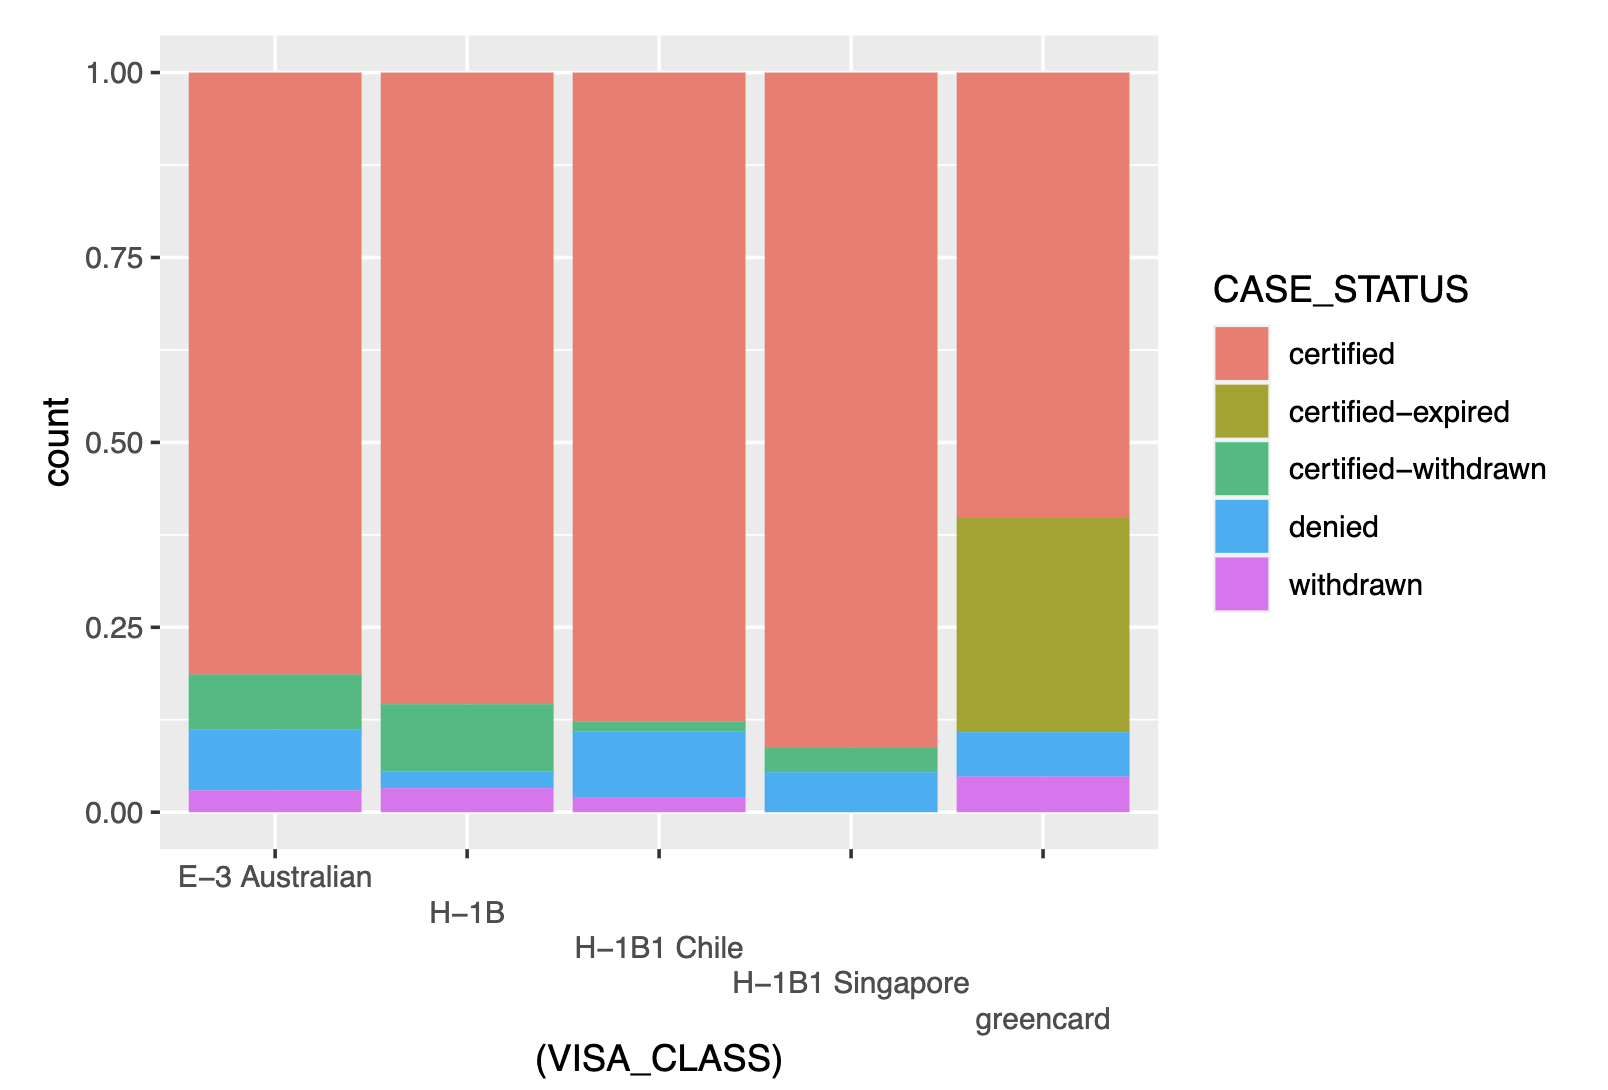 1.00
0.75
0.50
0.25
0.00
count
E−3 Australian
H−1B
H−1B1 Chile
H−1B1 Singapore
greencard
(VISA_CLASS)
CASE_STATUS
certified
certified−expired
certified−withdrawn
denied
withdrawn